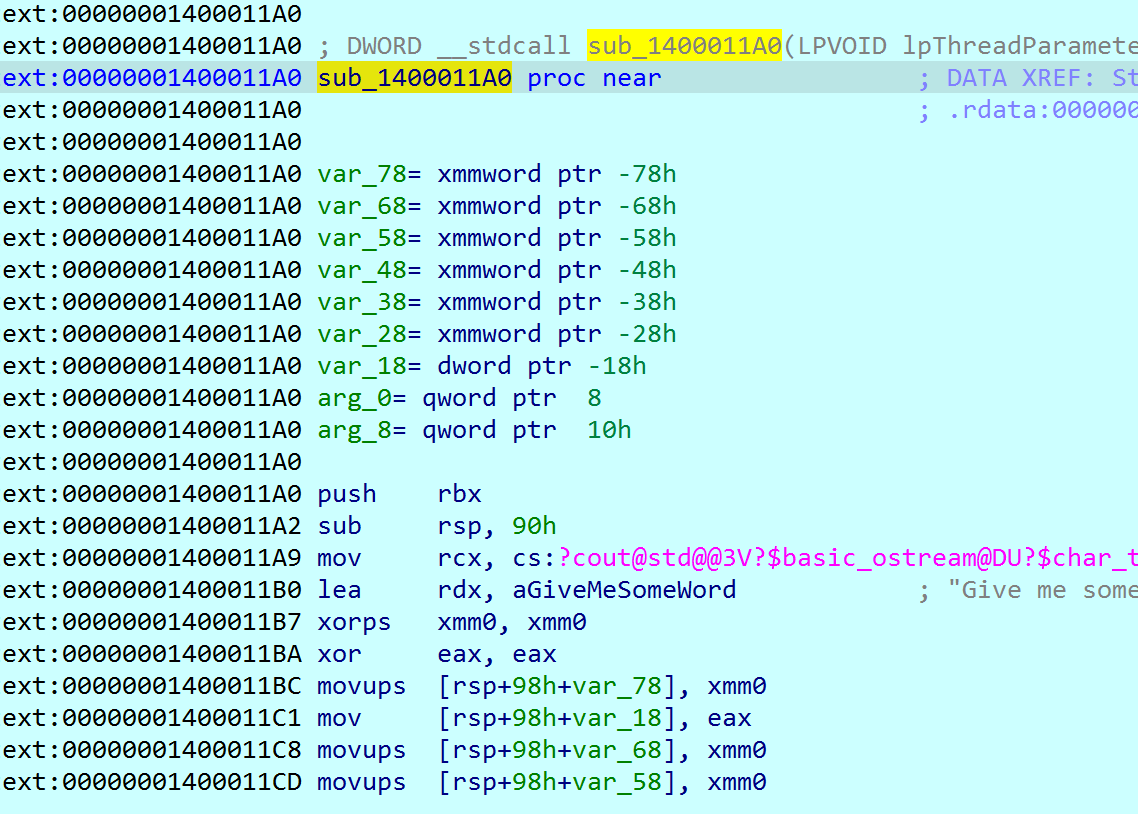 ext:00000001400011A0
ext:00000001400011A0 ; DWORD __stdcall sub_1400011A0(LPVOID lpThreadParamete
ext:00000001400011A0 sub_1400011A0 proc near ; DATA XREF: St
ext:00000001400011A0 ; .rdata:000000
ext:00000001400011A0
ext:00000001400011A0 var_78= xmmword ptr -78h
ext:00000001400011A0 var_68= xmmword ptr -68h
ext:00000001400011A0 var_58= xmmword ptr -58h
ext:00000001400011A0 var_48= xmmword ptr -48h
ext:00000001400011A0 var_38= xmmword ptr -38h
ext:00000001400011A0 var_28= xmmword ptr -28h
ext:00000001400011A0 var_18= dword ptr -18h
ext:00000001400011A0 arg_0= qword ptr 8
ext:00000001400011A0 arg_8= qword ptr 10h
ext:00000001400011A0
ext:00000001400011A0 push rbx
ext:00000001400011A2 sub rsp, 90h
ext:00000001400011A9 mov rcx, cs:?cout@std@@3V?$basic_ostream@DU?$char_t
ext:00000001400011B0 lea rdx, aGiveMeSomeWord ; "Give me some
ext:00000001400011B7 xorps xmm0, xmm0
ext:00000001400011BA xor eax, eax
ext:00000001400011BC movups [rsp+98h+var_78], xmm0
ext:00000001400011C1 mov [rsp+98h+var_18], eax
ext:00000001400011C8 movups [rsp+98h+var_68], xmm0
ext:00000001400011CD movups [rsp+98h+var_58], xmm0